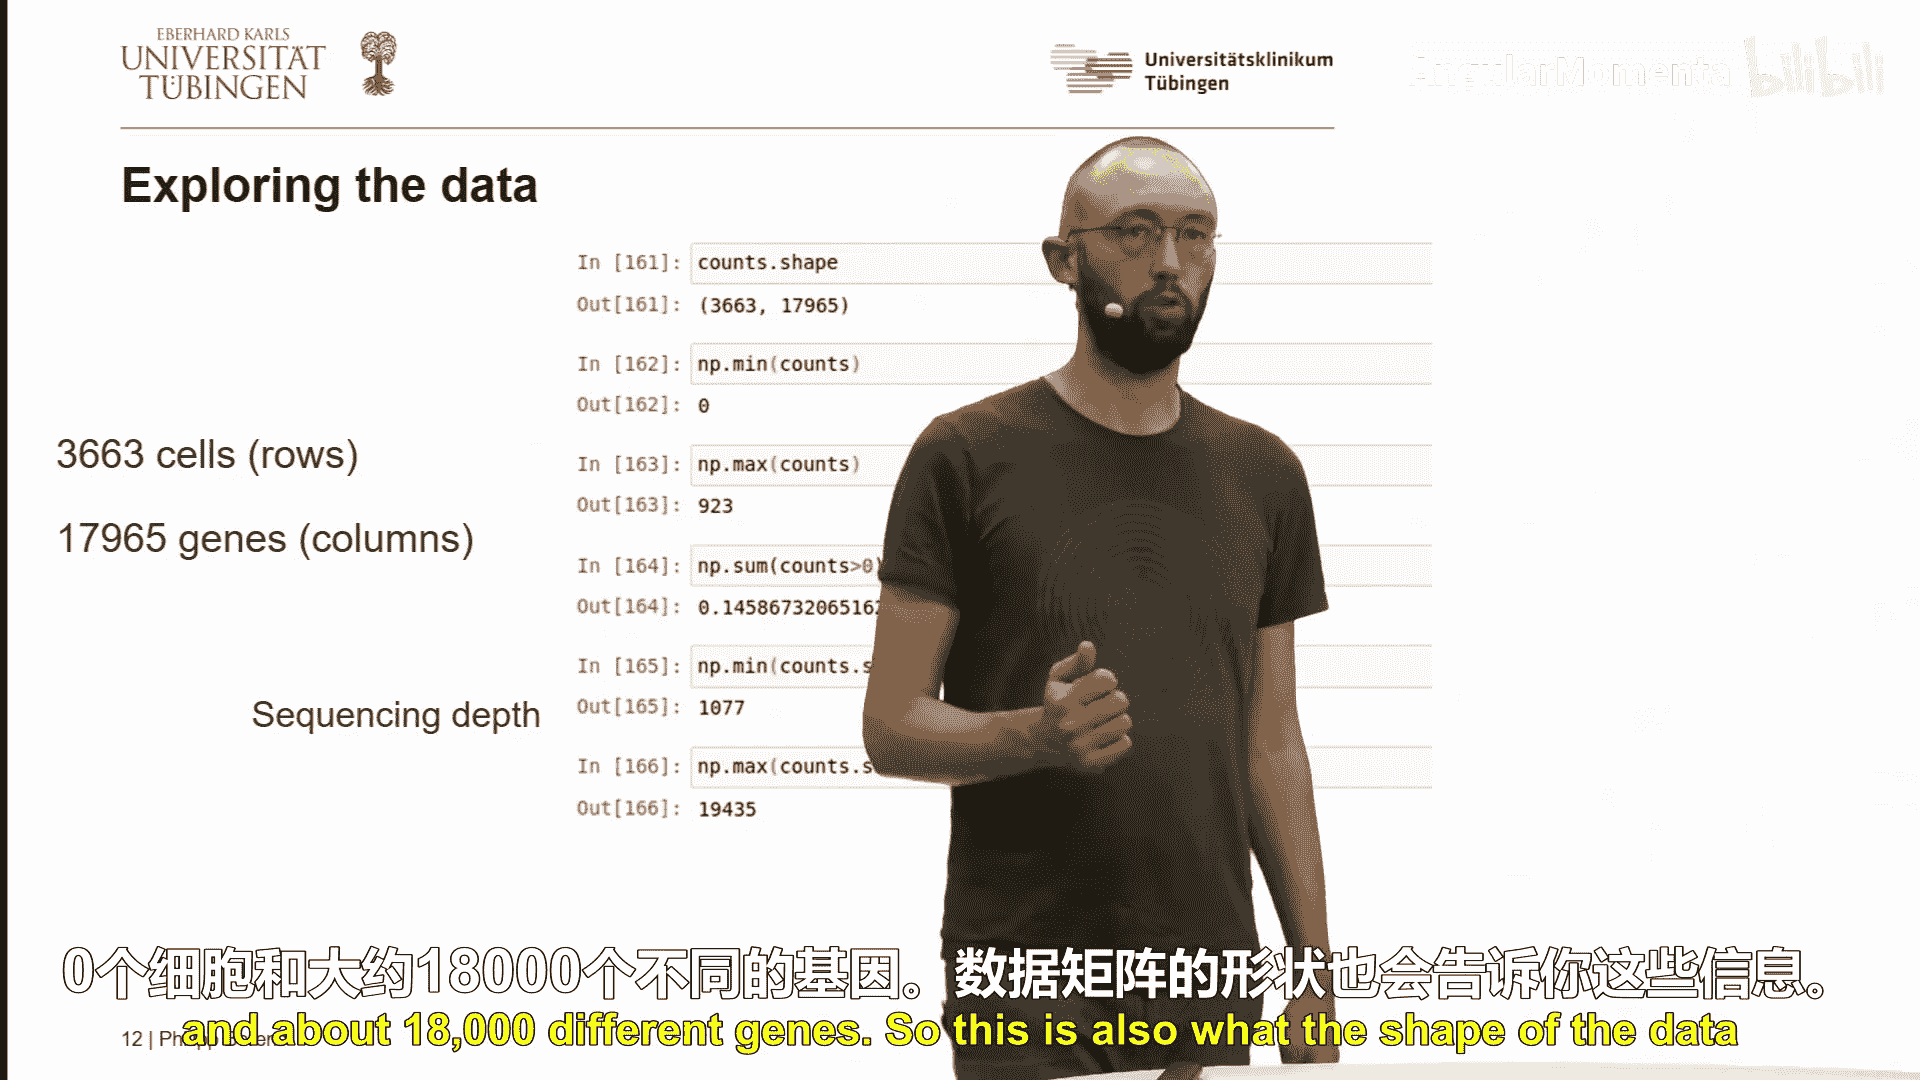 EBERHARD KARLS
UNIVERSITÄT
TÜBINGEN
Universitätsklinikum
Tübingen
AngularMomenta bilibili
Exploring the data
In [161]: counts.shape
Out[161]: (3663, 17965)
In [162]: np.min(counts)
Out[162]: 0
3663 cells (rows)
In [163]: np.max(counts)
Out[163]: 923
17965 genes (columns)
In [164]: np.sum(counts>0)
Out[164]: 0.14586732065162
In [165]: np.min(counts.s
Sequencing depth
Out[165]: 1077
In [166]: np.max(counts.s
Out[166]: 19435
0个细胞和大约18000个不同的基因。数据矩阵的形状也会告诉你这些信息。
12 |
and about 18,000 different genes. So this is also what the shape of the data